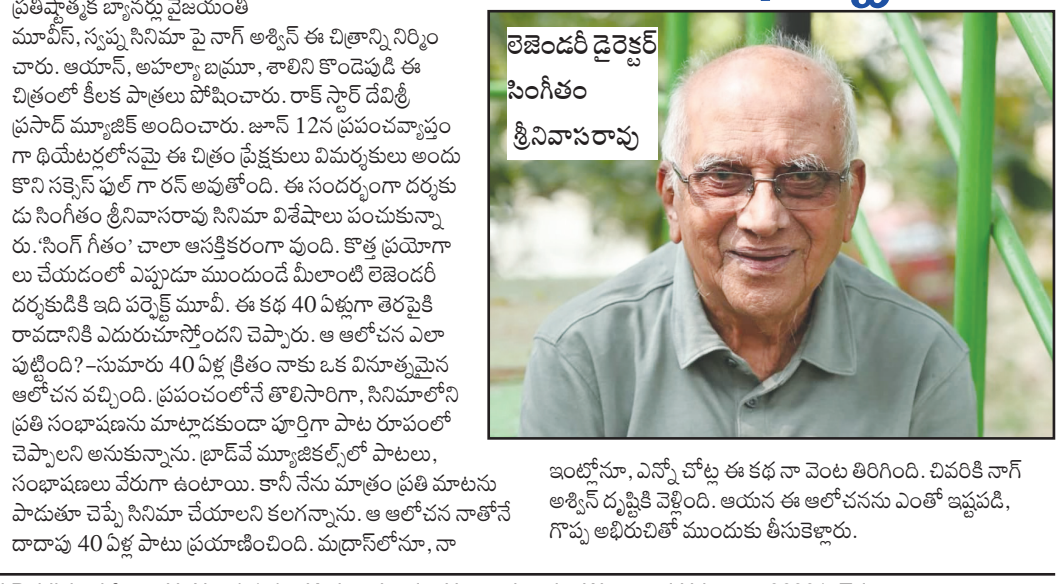 ప్రతిష్టాత్మక బ్యానర్లు వైజయంతి
మూవీస్, స్వప్న సినిమా పై నాగ్ అశ్విన్ ఈ చిత్రాన్ని నిర్మిం
చారు. ఆయాన్, అహల్యా బమ్రూ, శాలిని కొండెపుడి ఈ
చిత్రంలో కీలక పాత్రలు పోషించారు. రాక్ స్టార్ దేవిశ్రీ
ప్రసాద్ మ్యూజిక్ అందించారు. జూన్ 12న ప్రపంచవ్యాప్తం
గా థియేటర్లలోనమై ఈ చిత్రం ప్రేక్షకులు విమర్శకులు అందు
కొని సక్సెస్ ఫుల్ గా రన్ అవుతోంది. ఈ సందర్భంగా దర్శకు
డు సింగీతం శ్రీనివాసరావు సినిమా విశేషాలు పంచుకున్నా
రు.‘సింగ్ గీతం’ చాలా ఆసక్తికరంగా వుంది. కొత్త ప్రయోగా
లు చేయడంలో ఎప్పుడూ ముందుండే మీలాంటి లెజెండరీ
దర్శకుడికి ఇది పర్ఫెక్ట్ మూవీ. ఈ కథ 40 ఏళ్లుగా తెరపైకి
రావడానికి ఎదురుచూస్తోందని చెప్పారు. ఆ ఆలోచన ఎలా
పుట్టింది?-సుమారు 40 ఏళ్ల క్రితం నాకు ఒక వినూత్నమైన
ఆలోచన వచ్చింది. ప్రపంచంలోనే తొలిసారిగా, సినిమాలోని
ప్రతి సంభాషణను మాట్లాడకుండా పూర్తిగా పాట రూపంలో
చెప్పాలని అనుకున్నాను. బ్రాడ్‌వే మ్యూజికల్స్‌లో పాటలు,
సంభాషణలు వేరుగా ఉంటాయి. కానీ నేను మాత్రం ప్రతి మాటను
పాడుతూ చెప్పే సినిమా చేయాలని కలగన్నాను. ఆ ఆలోచన నాతోనే
దాదాపు 40 ఏళ్ల పాటు ప్రయాణించింది. మద్రాస్‌లోనూ, నా
లెజెండరీ డైరెక్టర్
సింగీతం
శ్రీనివాసరావు
ఇంట్లోనూ, ఎన్నో చోట్ల ఈ కథ నా వెంట తిరిగింది. చివరికి నాగ్
అశ్విన్ దృష్టికి వెళ్లింది. ఆయన ఈ ఆలోచనను ఎంతో ఇష్టపడి,
గొప్ప అభిరుచితో ముందుకు తీసుకెళ్లారు.